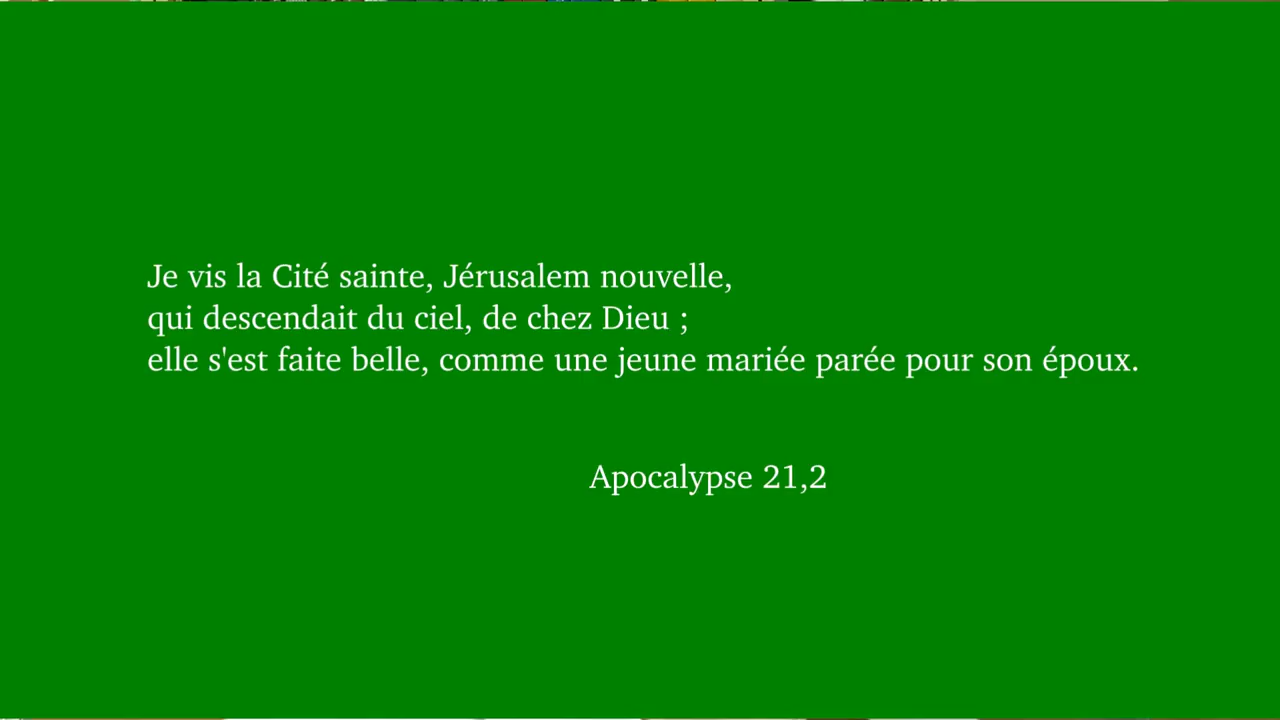 Je vis la Cité sainte, Jérusalem nouvelle,
qui descendait du ciel, de chez Dieu ;
elle s'est faite belle, comme une jeune mariée parée pour son époux.
Apocalypse 21,2